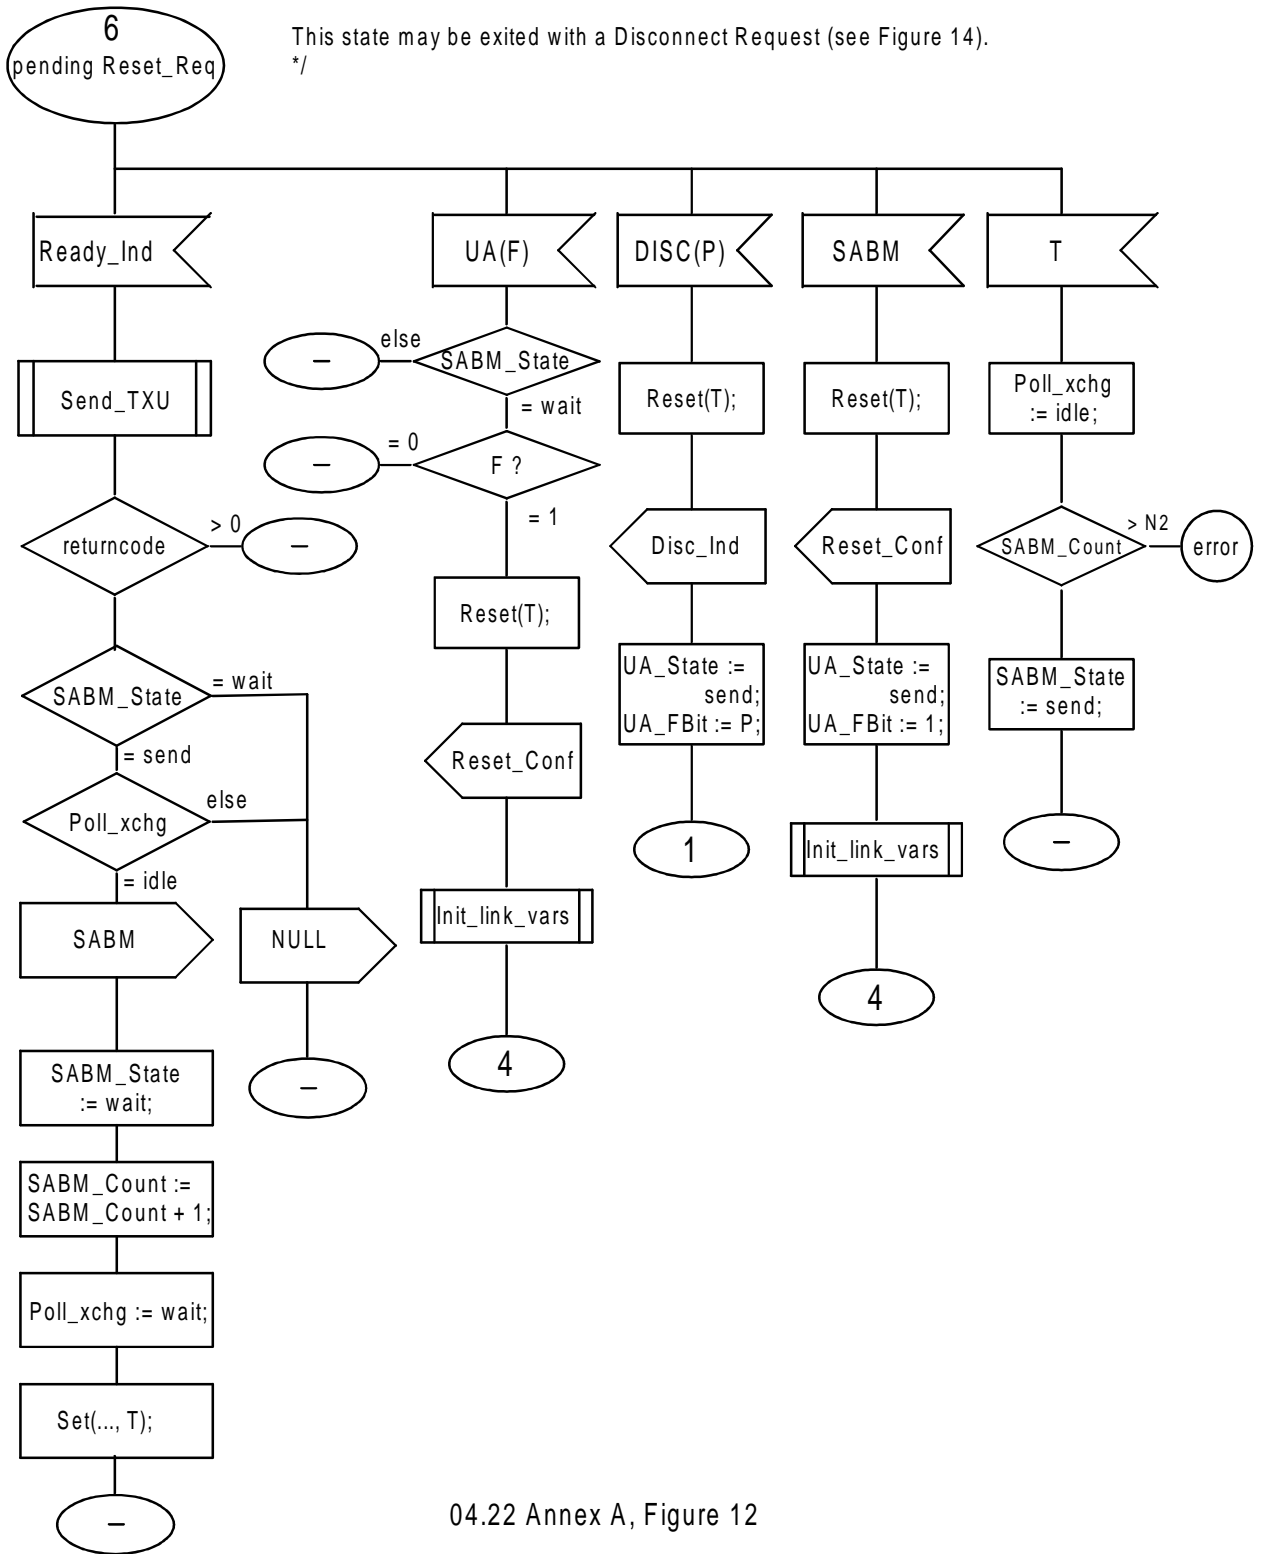 6
pending Reset_Req
This state may be exited with a Disconnect Request (see Figure 14).
*/
Ready_Ind
UA(F)
DISC(P)
SABM
T
Send_TXU
else
–
SABM_State
= wait
Reset(T);
Reset(T);
Poll_xchg
:= idle;
= 0
–
F ?
= 1
returncode
> 0
–
Disc_Ind
Reset_Conf
SABM_Count
> N2
error
Reset(T);
SABM_State
= wait
= send
UA_State :=
send;
UA_FBit := P;
UA_State :=
send;
UA_FBit := 1;
SABM_State
:= send;
Reset_Conf
Poll_xchg
else
= idle
1
Init_link_vars
–
SABM
NULL
Init_link_vars
4
4
SABM_State
:= wait;
–
SABM_Count :=
SABM_Count + 1;
Poll_xchg := wait;
Set(..., T);
–
04.22 Annex A, Figure 12